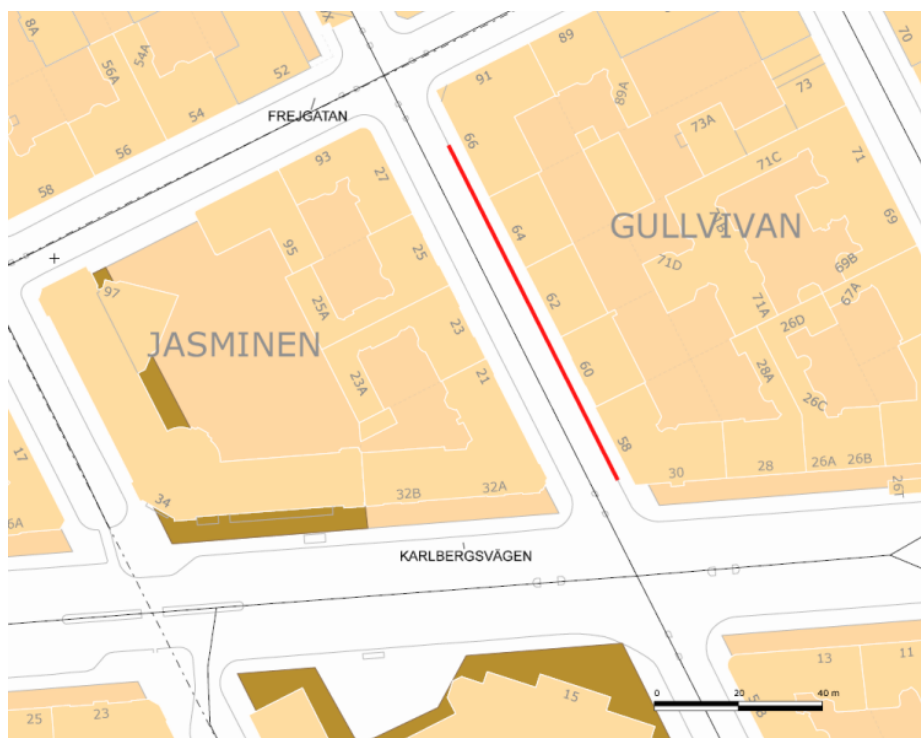 8A
54A
56A
52
54
56
58
FREJGATAN
91
89
89A
66
73
73A
70
71C
71
69
93
27
64
GULLVIVAN
71D
69B
95
25
67A
97
25A
62
71A
26D
JASMINEN
23
23A
21
60
28A
26C
17
58
30
28
26A
26B
34
32B
32A
KARLBERGSVÄGEN
0
20
40 m
13
11
15
25
23